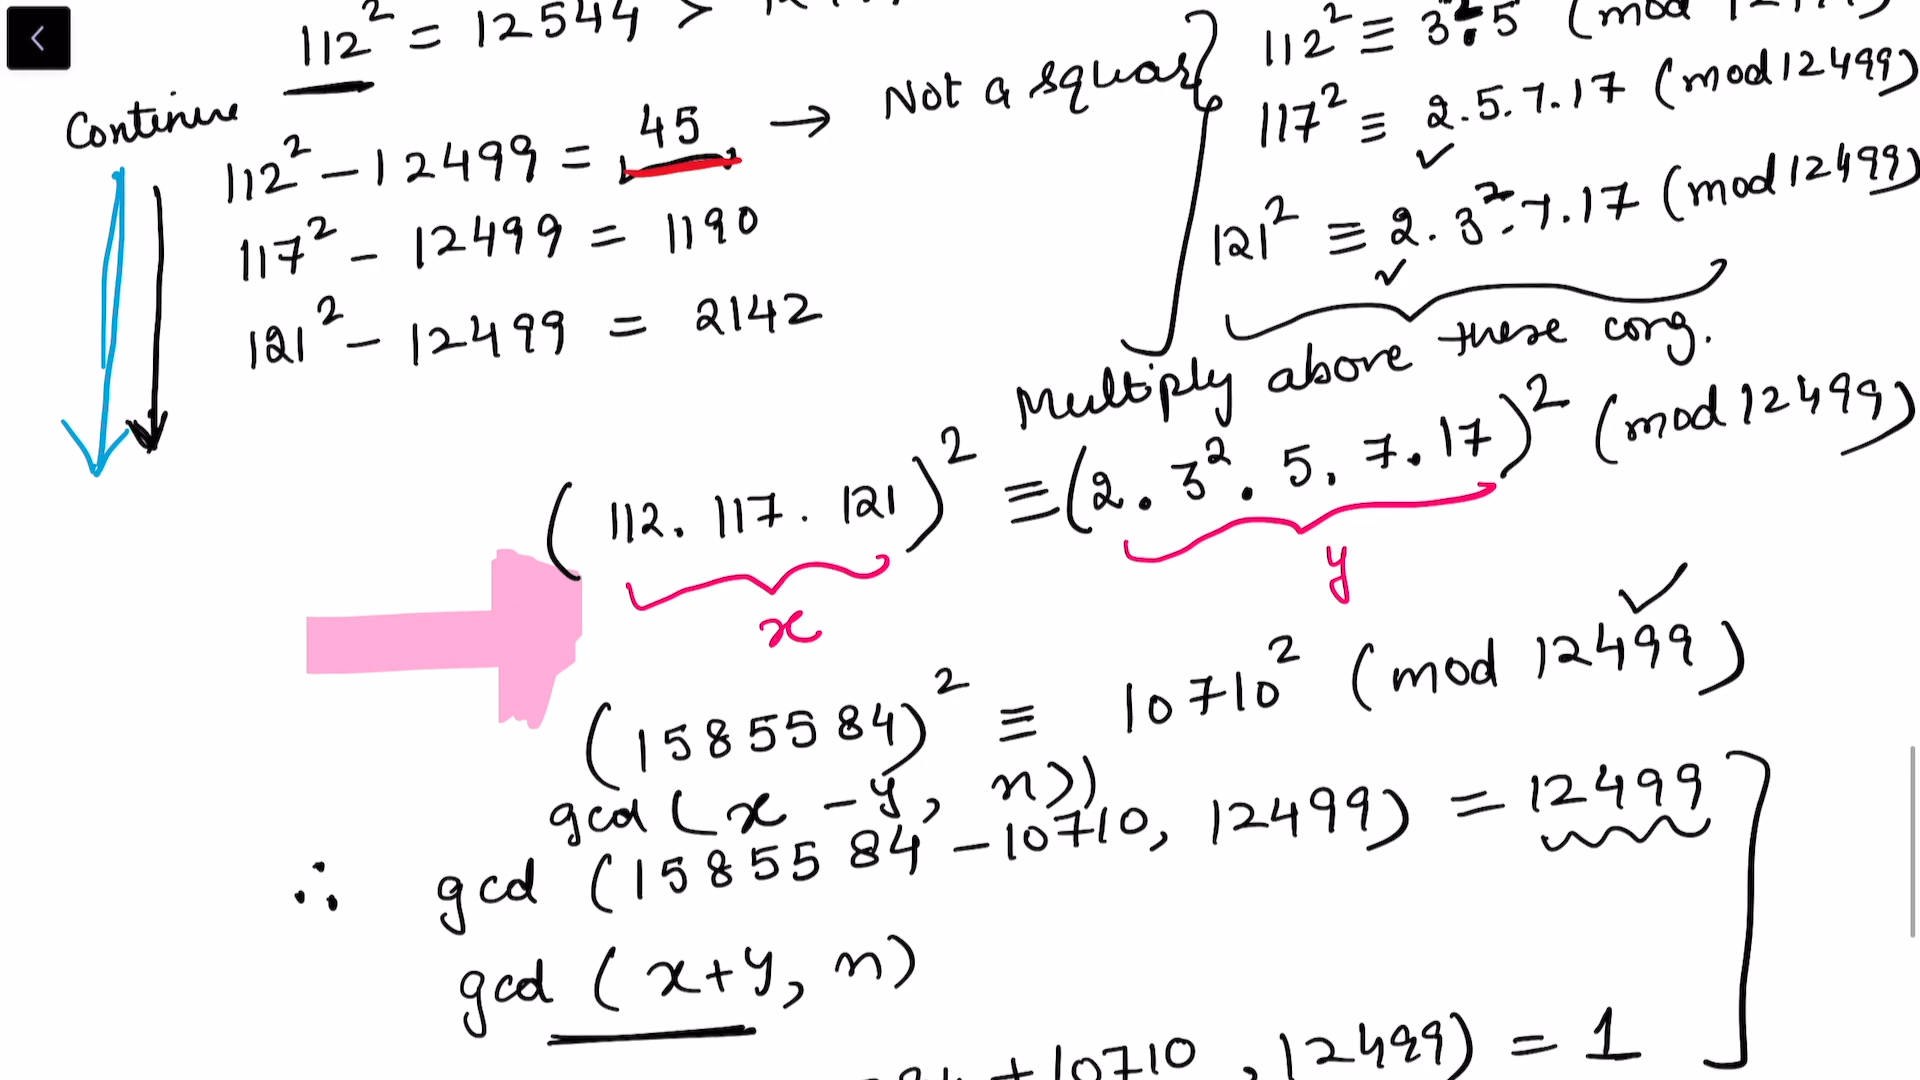 112² = 12544 >
Continue
112² - 12499 = 45 → Not a square
117² - 12499 = 1190
121² - 12499 = 2142
112² ≡ 3².5 (mod
117² ≡ 2.5.7.17 (mod 12499)
121² ≡ 2.3².7.17 (mod 12499)
Multiply above these cong.
(112. 117. 121)² ≡ (2. 3². 5. 7. 17)² (mod 12499)
x y
(1585584)² ≡ 10710² (mod 12499)
gcd (x - y, n))
∴ gcd (1585584 - 10710, 12499) = 12499
gcd (x+y, n)
+ 10710, 12499) = 1